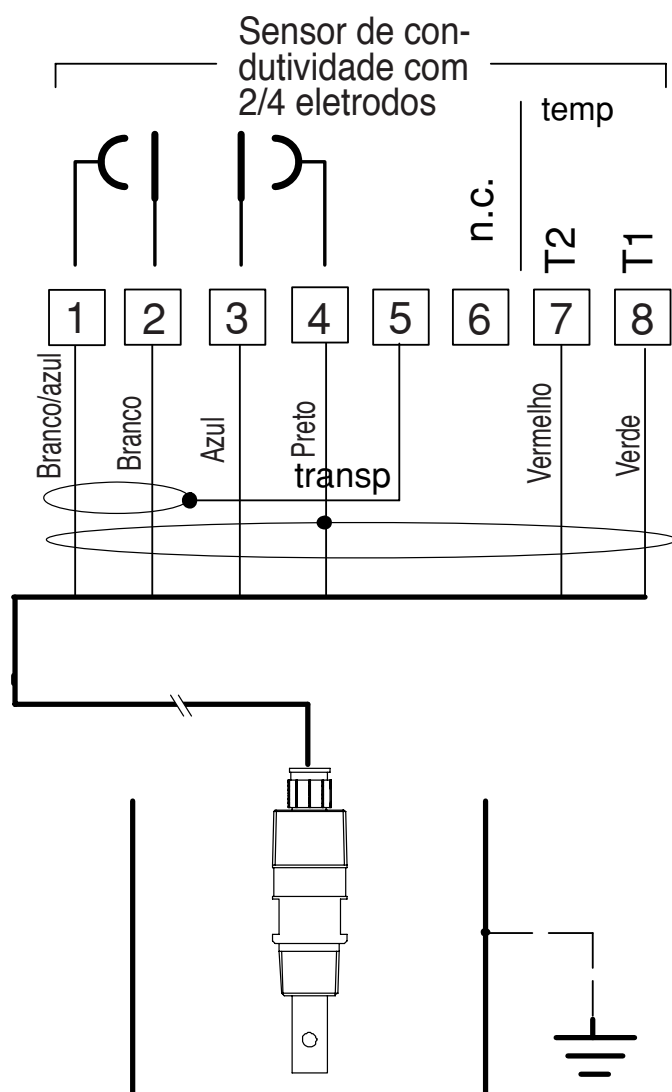 Sensor de con-
dutividade com
2/4 eletrodos
temp
n.c.
T2
T1
1
2
3
4
5
6
7
8
Branco/azul
Branco
Azul
Preto
Vermelho
Verde
transp